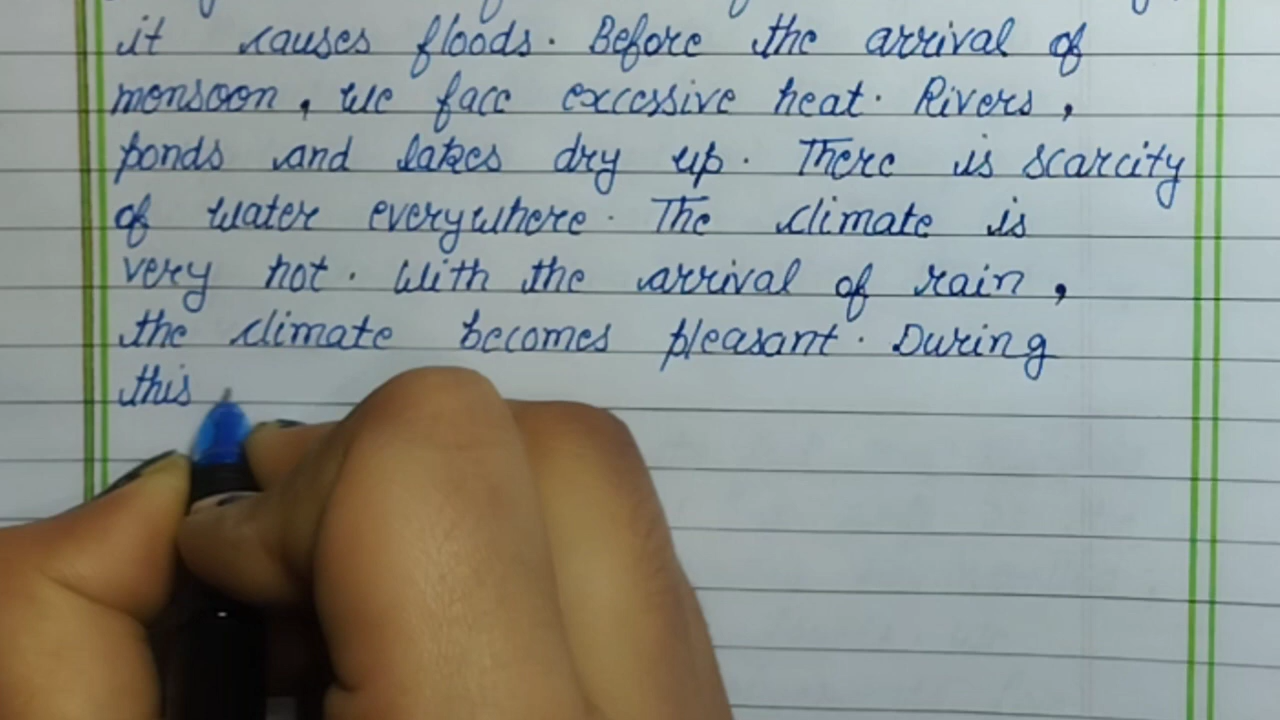 it causes floods. Before the arrival of
monsoon, we face excessive heat. Rivers,
ponds and lakes dry up. There is scarcity
of water everywhere. The climate is
very hot. With the arrival of rain,
the climate becomes pleasant. During
this